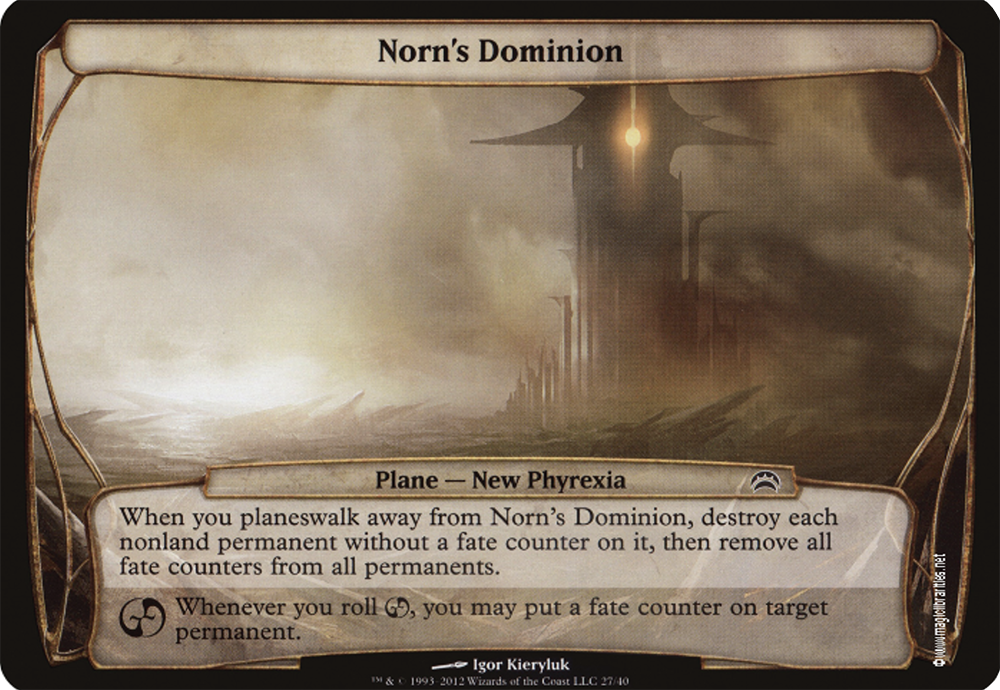 Norn's Dominion
Plane — New Phyrexia
When you planeswalk away from Norn's Dominion, destroy each
nonland permanent without a fate counter on it, then remove all
fate counters from all permanents.
Whenever you roll , you may put a fate counter on target
permanent.
Igor Kieryluk
™ & © 1993-2012 Wizards of the Coast LLC 27/40
© www.magiclibrarities.net